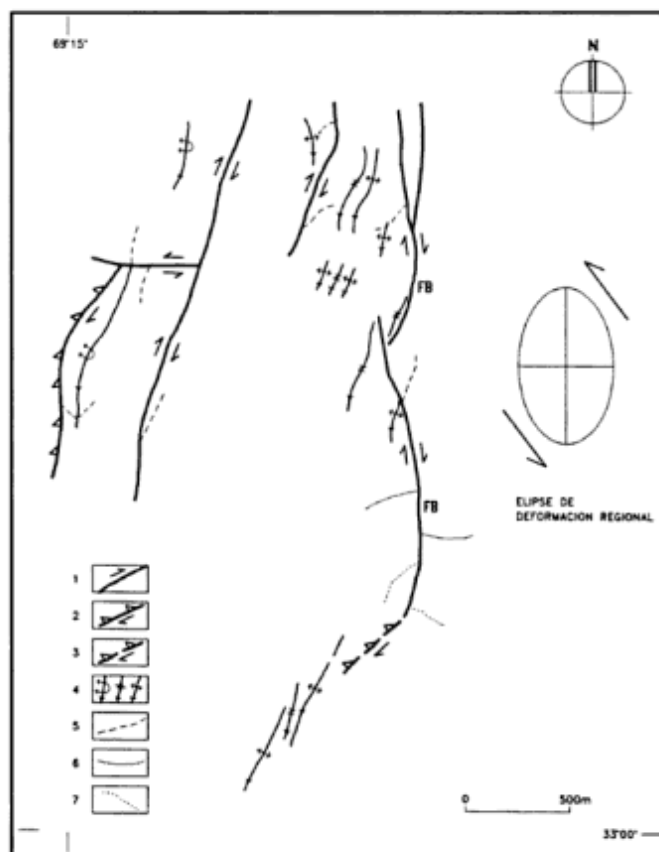 69°15'
N
FB
FB
ELIPSE DE
DEFORMACION REGIONAL
1
2
3
4
5
6
7
0 500m
33°00'